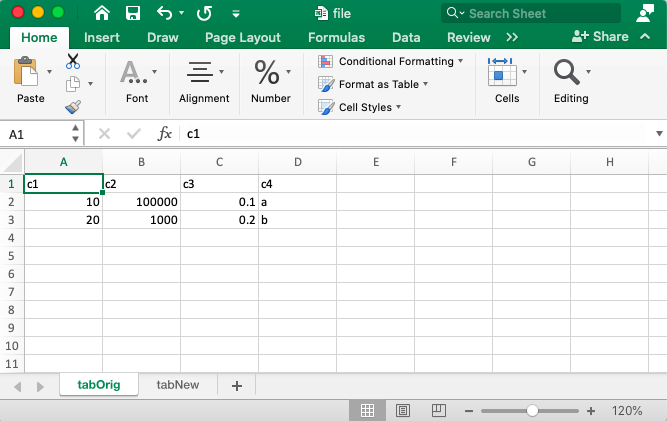 file
Search Sheet
Home Insert Draw Page Layout Formulas Data Review >> Share
Paste Font Alignment Number Conditional Formatting Format as Table Cell Styles Cells Editing
A1 fx c1
A B C D E F G H
1 c1 c2 c3 c4
2 10 100000 0.1 a
3 20 1000 0.2 b
4
5
6
7
8
9
10
11
tabOrig tabNew +
120%